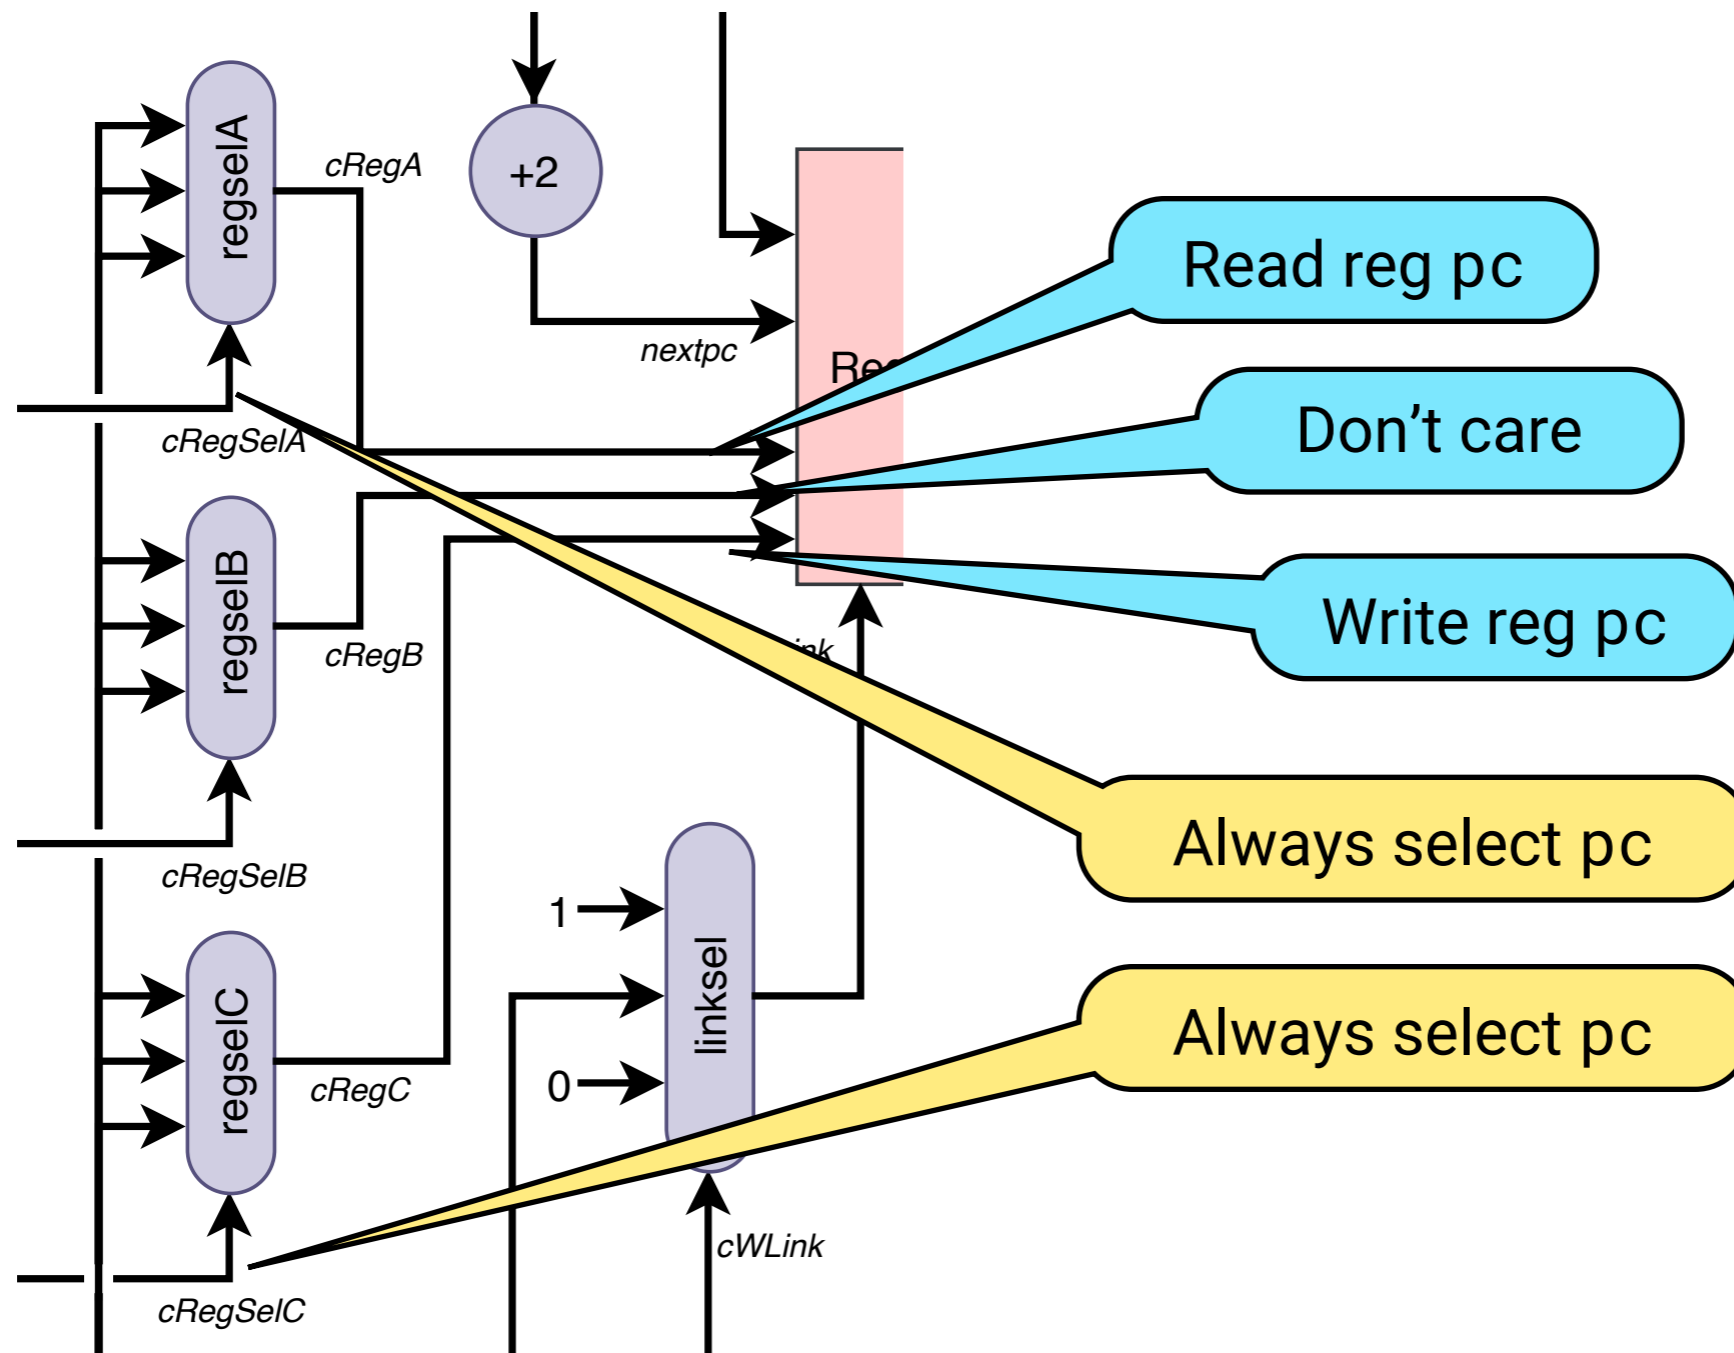 regselA
cRegA
+2
nextpc
cRegSelA
Read reg pc
Don’t care
Write reg pc
regselB
cRegB
cRegSelB
Always select pc
1
linksel
0
regselC
cRegC
Always select pc
cWLink
cRegSelC